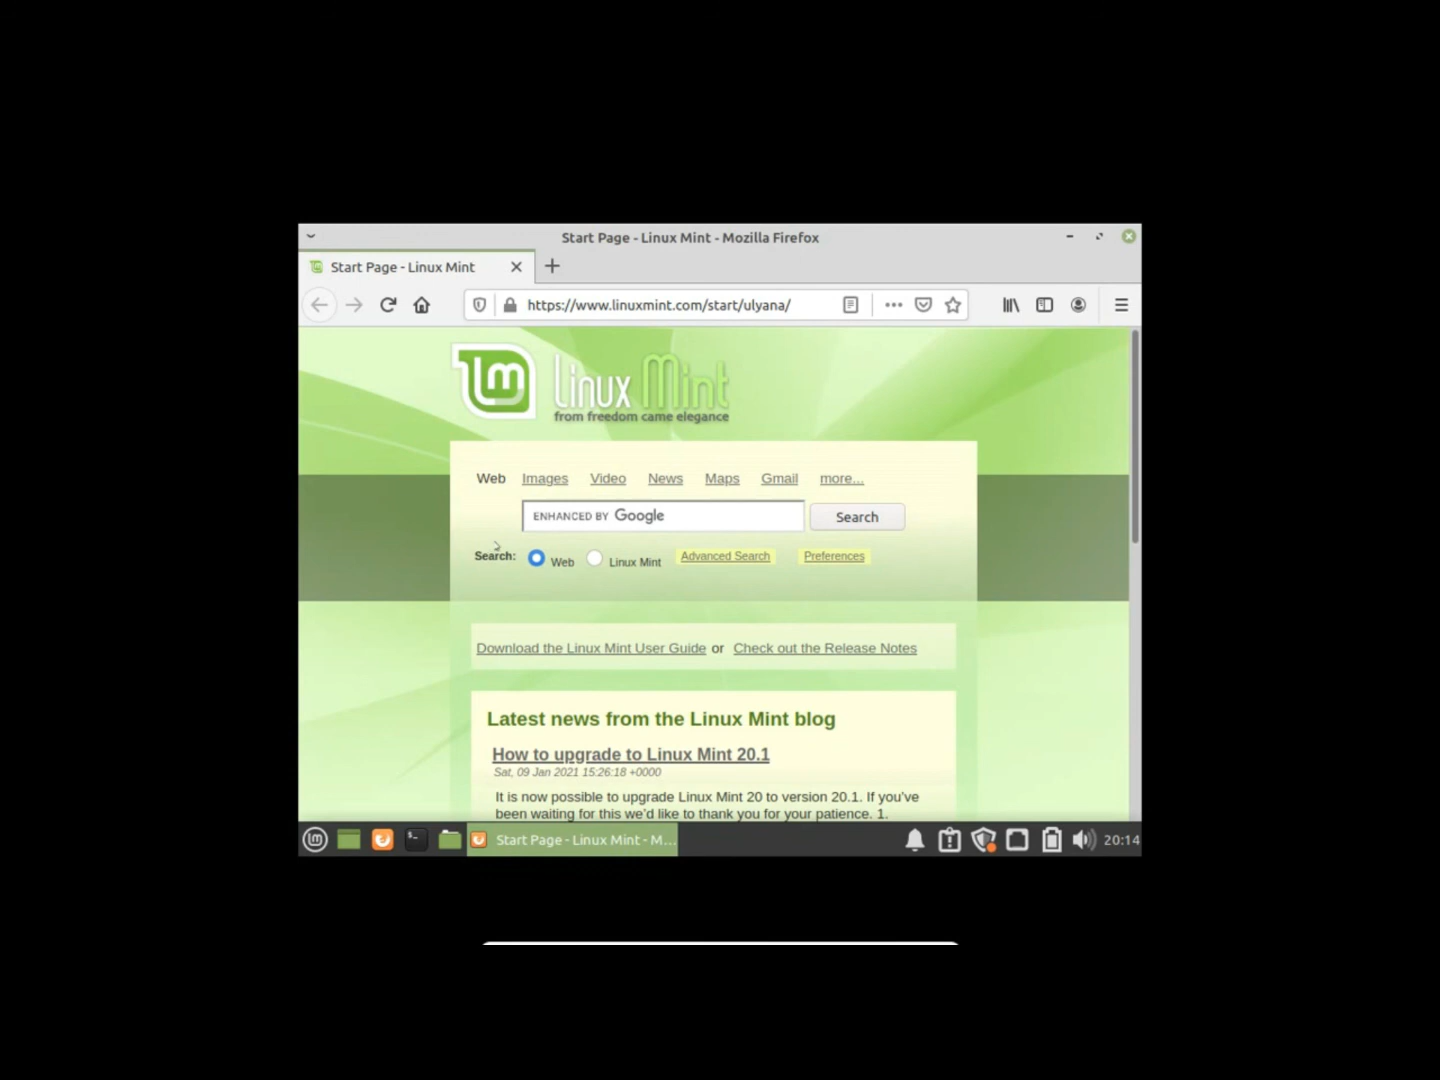 Start Page - Linux Mint - Mozilla Firefox
Start Page - Linux Mint
https://www.linuxmint.com/start/ulyana/
lm Linux Mint
from freedom came elegance
Web Images Video News Maps Gmail more...
ENHANCED BY Google Search
Search: Web Linux Mint Advanced Search Preferences
Download the Linux Mint User Guide or Check out the Release Notes
Latest news from the Linux Mint blog
How to upgrade to Linux Mint 20.1
Sat, 09 Jan 2021 15:26:18 +0000
It is now possible to upgrade Linux Mint 20 to version 20.1. If you've
been waiting for this we'd like to thank you for your patience. 1.
Start Page - Linux Mint - M... 20:14